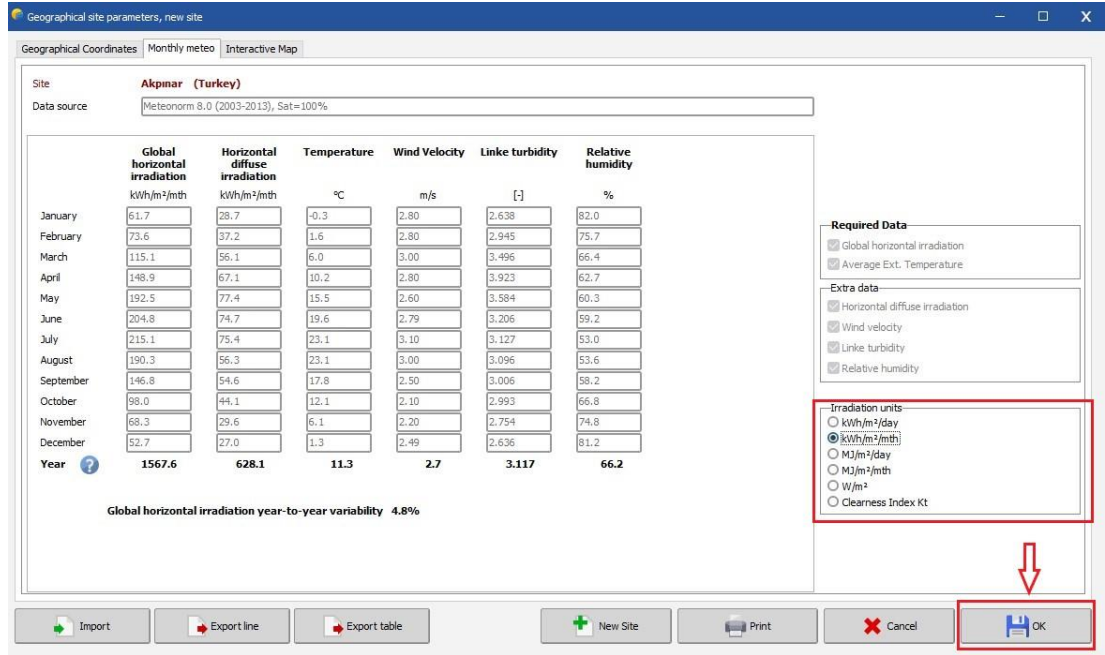 Geographical site parameters, new site
Geographical Coordinates Monthly meteo Interactive Map
Site Akpınar (Turkey)
Data source Meteonorm 8.0 (2003-2013), Sat=100%
Global horizontal irradiation Horizontal diffuse irradiation Temperature Wind Velocity Linke turbidity Relative humidity
kWh/m²/mth kWh/m²/mth °C m/s [-] %
January 61.7 28.7 -0.3 2.80 2.638 82.0
February 73.6 37.2 1.6 2.80 2.945 75.7
March 115.1 56.1 6.0 3.00 3.496 66.4
April 148.9 67.1 10.2 2.80 3.923 62.7
May 192.5 77.4 15.5 2.60 3.584 60.3
June 204.8 74.7 19.6 2.79 3.206 59.2
July 215.1 75.4 23.1 3.10 3.127 53.0
August 190.3 56.3 23.1 3.00 3.096 53.6
September 146.8 54.6 17.8 2.50 3.006 58.2
October 98.0 44.1 12.1 2.10 2.993 66.8
November 68.3 29.6 6.1 2.20 2.754 74.8
December 52.7 27.0 1.3 2.49 2.636 81.2
Year ? 1567.6 628.1 11.3 2.7 3.117 66.2
Global horizontal irradiation year-to-year variability 4.8%
Required Data
Global horizontal irradiation
Average Ext. Temperature
Extra data
Horizontal diffuse irradiation
Wind velocity
Linke turbidity
Relative humidity
Irradiation units
kWh/m²/day
kWh/m²/mth
MJ/m²/day
MJ/m²/mth
W/m²
Clearness Index Kt
Import Export line Export table New Site Print Cancel OK